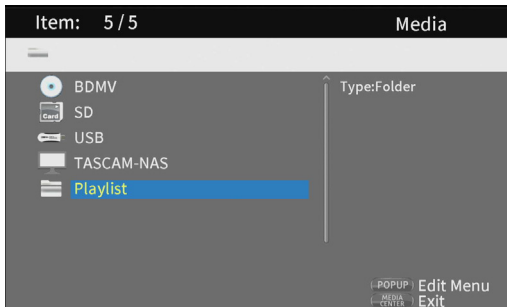 Item: 5/5 Media
BDMV
Type:Folder
Card SD
USB
TASCAM-NAS
Playlist
POPUP Edit Menu
MEDIA CENTER Exit